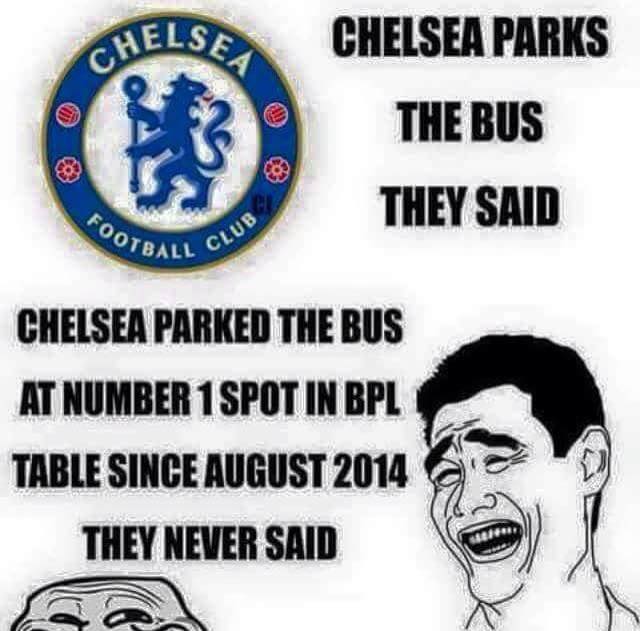 CHELSEA
FOOTBALL CLUB
CHELSEA PARKS
THE BUS
THEY SAID
CHELSEA PARKED THE BUS
AT NUMBER 1 SPOT IN BPL
TABLE SINCE AUGUST 2014
THEY NEVER SAID